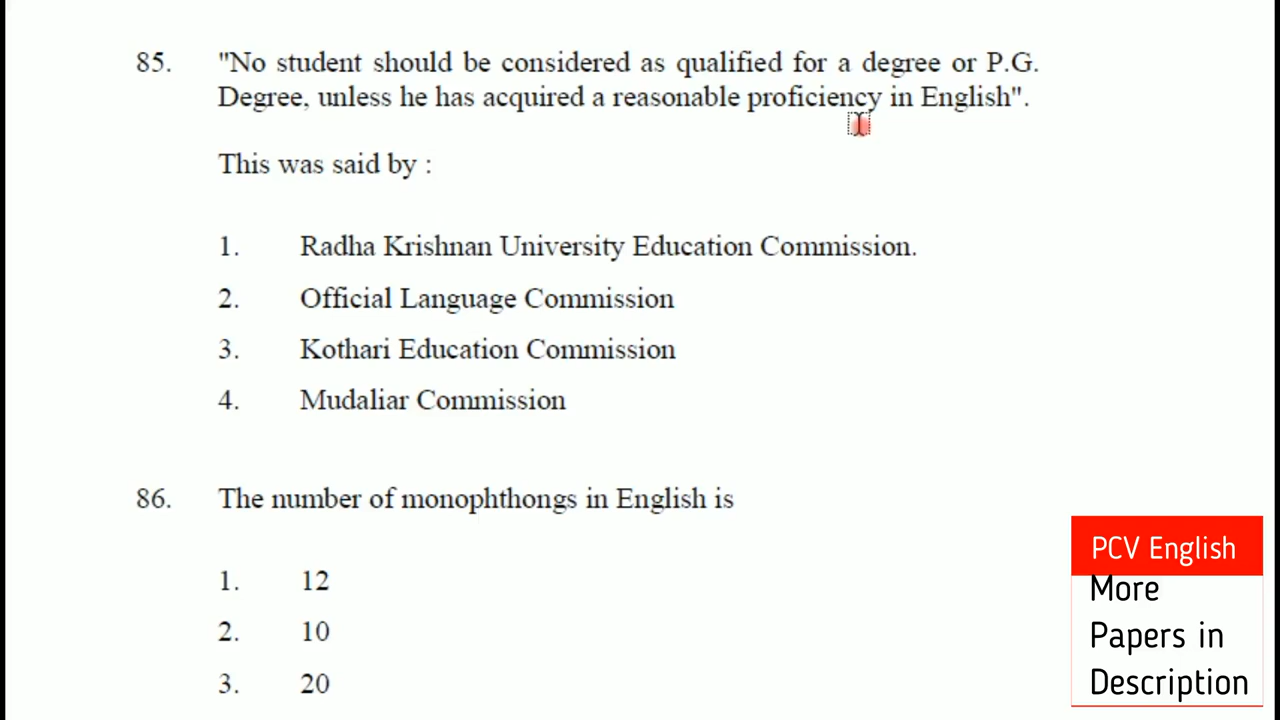 85. "No student should be considered as qualified for a degree or P.G.
Degree, unless he has acquired a reasonable proficiency in English".
This was said by :
1. Radha Krishnan University Education Commission.
2. Official Language Commission
3. Kothari Education Commission
4. Mudaliar Commission
86. The number of monophthongs in English is
1. 12
2. 10
3. 20
PCV English
More
Papers in
Description